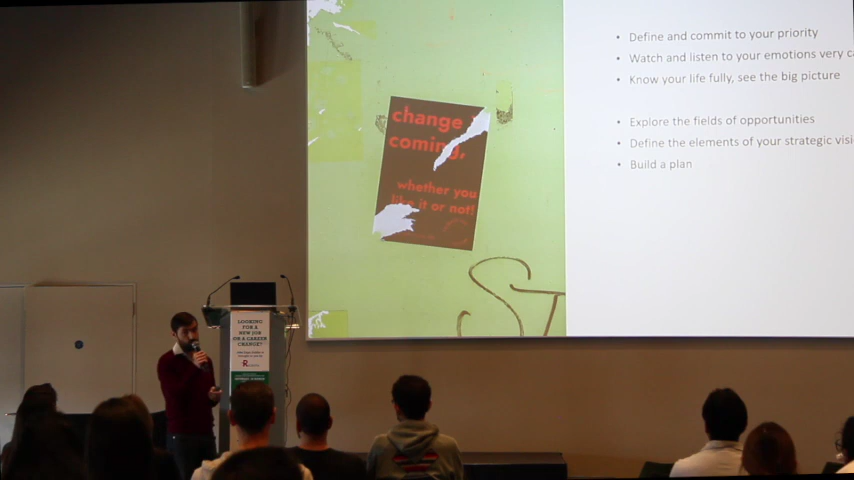 Define and commit to your priority
Watch and listen to your emotions very
Know your life fully, see the big picture
Explore the fields of opportunities
Define the elements of your strategic
Build a plan
change
coming,
whether you
like it or not!
ST
LOOKING
FOR A
NEW JOB
OR A CAREER
CHANGE?